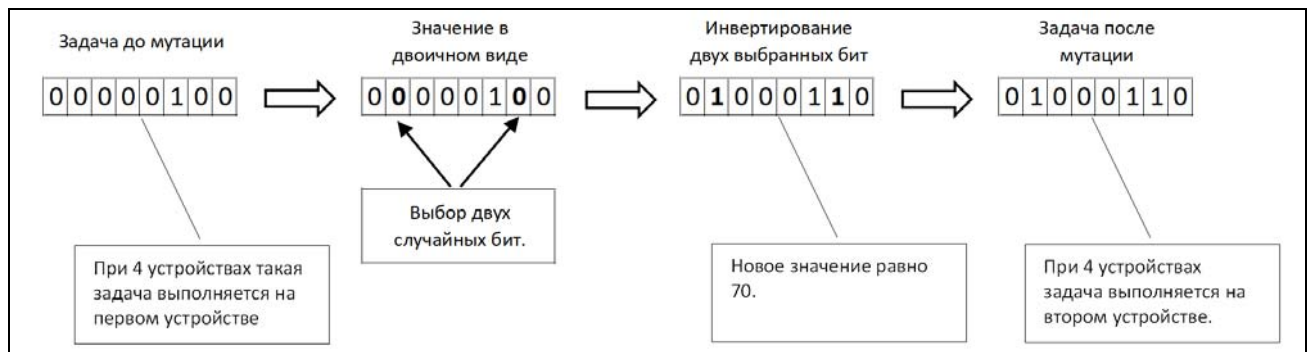 Задача до мутации
Значение в
двоичном виде
Инвертирование
двух выбранных бит
Задача после
мутации
0 0 0 0 0 1 0 0
0 0 0 0 0 1 0 0
0 1 0 0 0 1 1 0
0 1 0 0 0 1 1 0
Выбор двух
случайных бит.
При 4 устройствах такая
задача выполняется на
первом устройстве
Новое значение равно
70.
При 4 устройствах
задача выполняется на
втором устройстве.